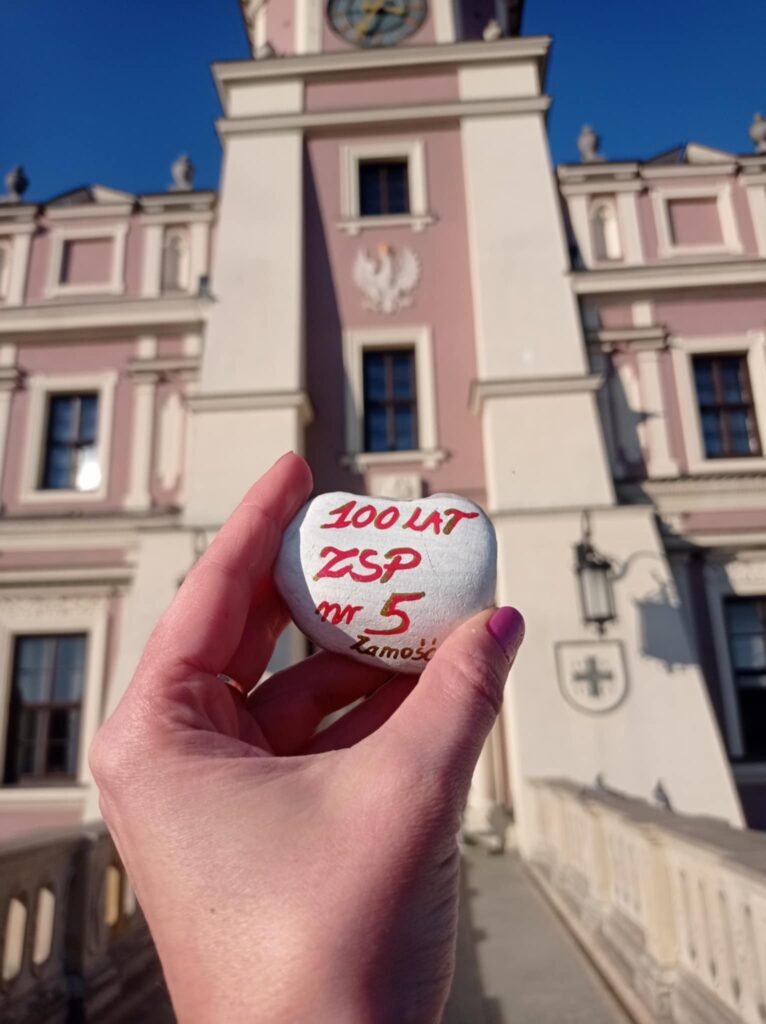 100 LAT
ZSP
nr 5
Zamość